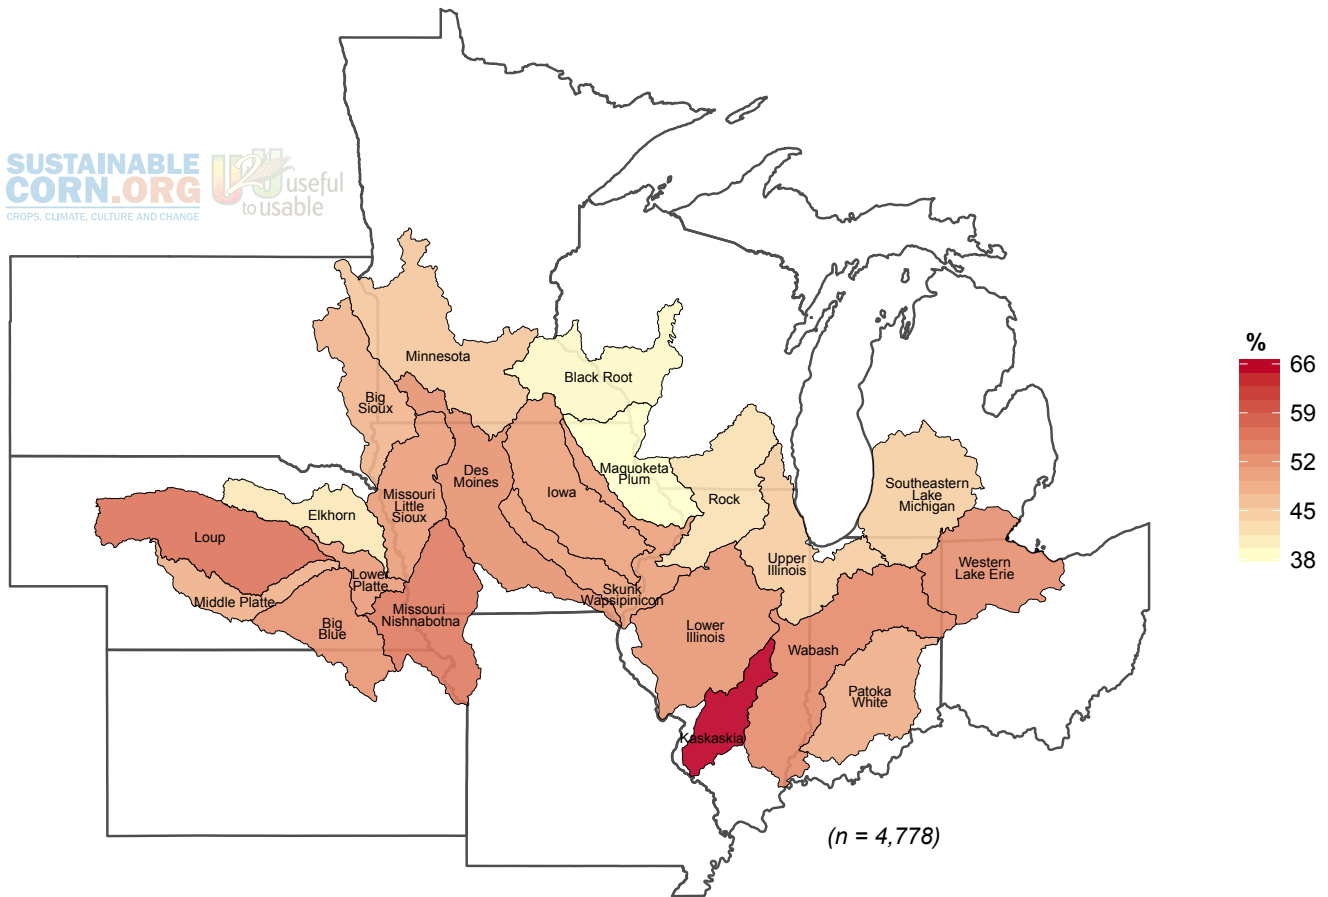 SUSTAINABLE
CORN.ORG
CROPS, CLIMATE, CULTURE AND CHANGE
U2U
useful
to usable
Minnesota
Black Root
Big
Sioux
Maquoketa
Plum
Des
Moines
Iowa
Missouri
Little
Sioux
Rock
Southeastern
Lake
Michigan
Elkhorn
Loup
Upper
Illinois
Western
Lake Erie
Lower
Platte
Middle Platte
Skunk
Wapsipinicon
Missouri
Nishnabotna
Big
Blue
Lower
Illinois
Wabash
Patoka
White
Kaskaskia
(n = 4,778)
%
66
59
52
45
38